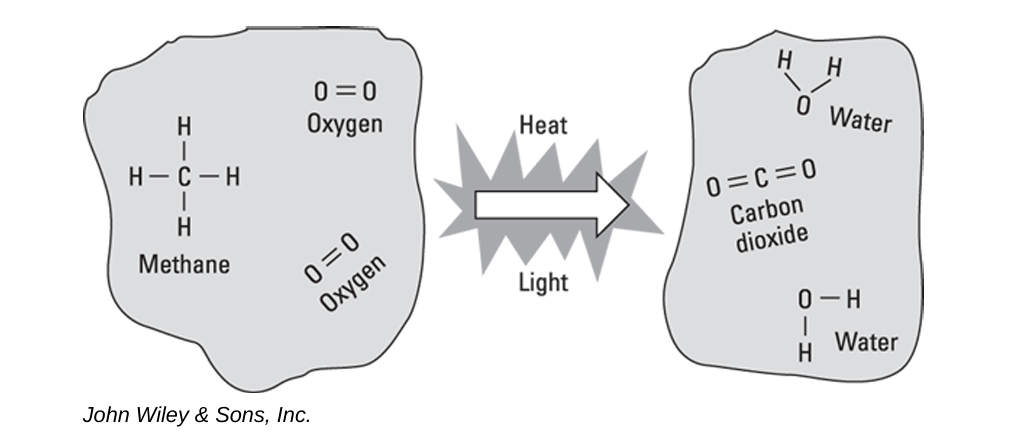 O = O
Oxygen
H
H – C – H
H
Methane
O = O
Oxygen
Heat
Light
H H
O
Water
O = C = O
Carbon
dioxide
O – H
H
Water
John Wiley & Sons, Inc.